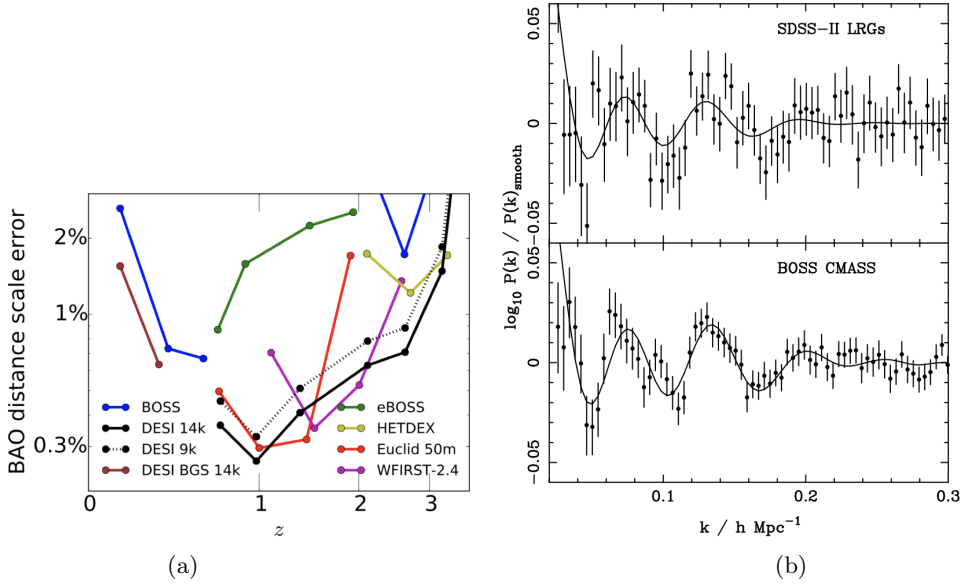 BAO distance scale error
2%
1%
0.3%
BOSS
DESI 14k
DESI 9k
DESI BGS 14k
eBOSS
HETDEX
Euclid 50m
WFIRST-2.4
0 1 2 3
z
(a)
SDSS-II LRGs
BOSS CMASS
log10 P(k) / P(k)smooth
0.05
0
-0.05
0.05
0
-0.05
0.1 0.2 0.3
k / h Mpc⁻¹
(b)